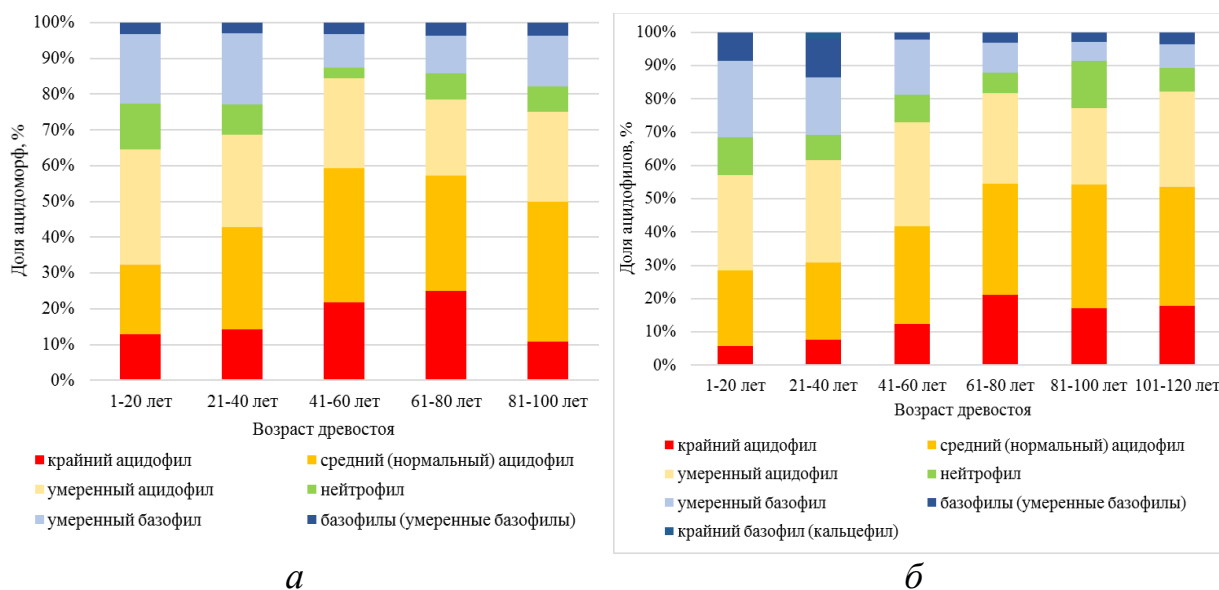 100%
90%
80%
70%
60%
50%
40%
30%
20%
10%
0%
Доля ацидоморф, %
1-20 лет 21-40 лет 41-60 лет 61-80 лет 81-100 лет
Возраст древостоя
крайний ацидофил средний (нормальный) ацидофил
умеренный ацидофил нейтрофил
умеренный базофил базофилы (умеренные базофилы)
а
100%
90%
80%
70%
60%
50%
40%
30%
20%
10%
0%
Доля ацидофилов, %
1-20 лет 21-40 лет 41-60 лет 61-80 лет 81-100 лет 101-120 лет
Возраст древостоя
крайний ацидофил средний (нормальный) ацидофил
умеренный ацидофил нейтрофил
умеренный базофил базофилы (умеренные базофилы)
крайний базофил (кальцефил)
б